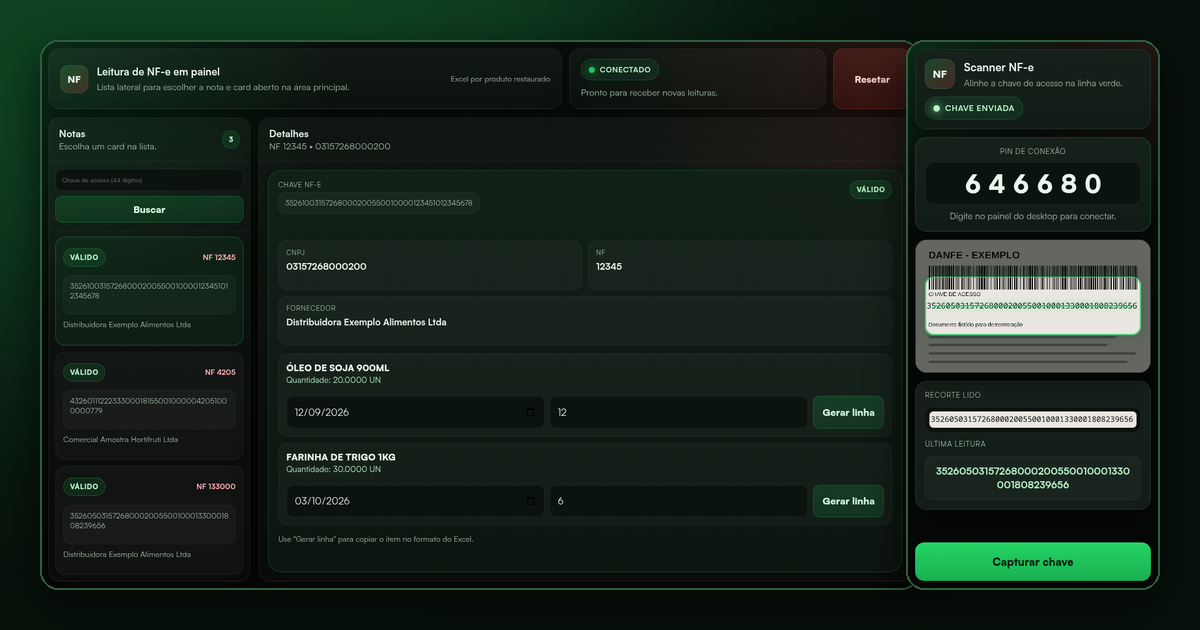 NF
Leitura de NF-e em painel
Lista lateral para escolher a nota e card aberto na área principal.
Excel por produto restaurado
CONECTADO
Pronto para receber novas leituras.
Resetar
Notas
Escolha um card na lista.
3
Chave de acesso (44 dígitos)
Buscar
VÁLIDO
NF 12345
3526100315726800020055001000012345101
2345678
Distribuidora Exemplo Alimentos Ltda
VÁLIDO
NF 4205
4326011122233300018155001000004205100
0000779
Comercial Amostra Hortifruti Ltda
VÁLIDO
NF 133000
352605031572680002005500100013300018
08239656
Distribuidora Exemplo Alimentos Ltda
Detalhes
NF 12345 • 03157268000200
CHAVE NF-E
35261003157268000200550010000123451012345678
VÁLIDO
CNPJ
03157268000200
NF
12345
FORNECEDOR
Distribuidora Exemplo Alimentos Ltda
ÓLEO DE SOJA 900ML
Quantidade: 20.0000 UN
12/09/2026
12
Gerar linha
FARINHA DE TRIGO 1KG
Quantidade: 30.0000 UN
03/10/2026
6
Gerar linha
Use "Gerar linha" para copiar o item no formato do Excel.
NF
Scanner NF-e
Alinhe a chave de acesso na linha verde.
CHAVE ENVIADA
PIN DE CONEXÃO
646680
Digite no painel do desktop para conectar.
DANFE - EXEMPLO
CHAVE DE ACESSO
35260503157268000200550010001330001808239656
Documento fictício para demonstração
RECORTE LIDO
35260503157268000200550010001330001808239656
ÚLTIMA LEITURA
35260503157268000200550010001330
001808239656
Capturar chave